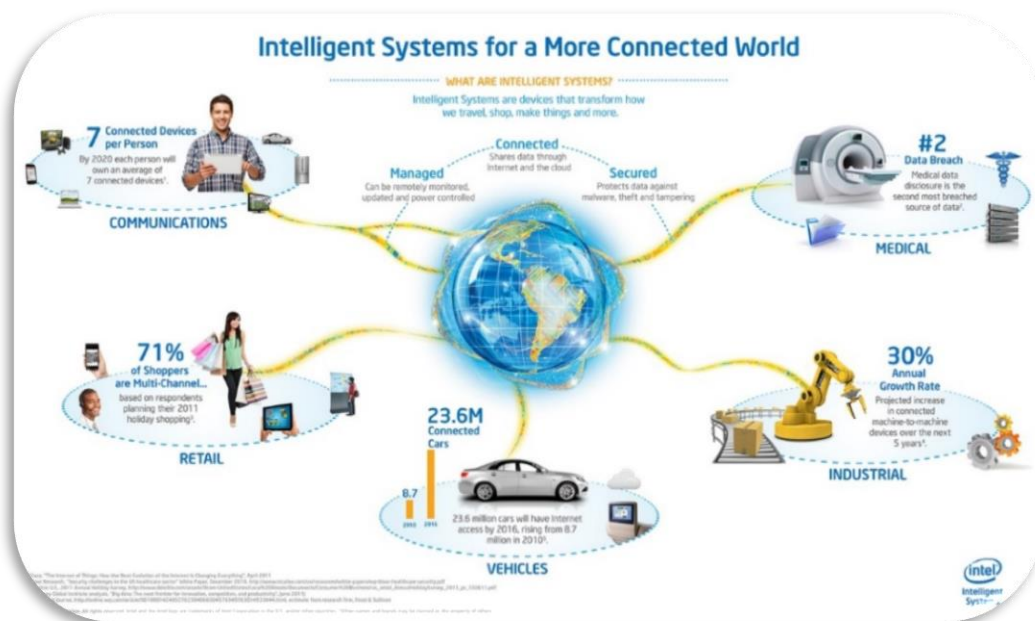 Intelligent Systems for a More Connected World
WHAT ARE INTELLIGENT SYSTEMS?
Intelligent Systems are devices that transform how
we travel, shop, make things and more.
7 Connected Devices
per Person
By 2020 each person will
own an average of
7 connected devices¹.
COMMUNICATIONS
Managed
Can be remotely monitored,
updated and power controlled
Connected
Shares data through
Internet and the cloud
Secured
Protects data against
malware, theft and tampering
#2
Data Breach
Medical data
disclosure is the
second most breached
source of data².
MEDICAL
71%
of Shoppers
are Multi-Channel...
based on respondents
planning their 2011
holiday shopping³.
RETAIL
23.6M
Connected
Cars
8.7
2010
23.6 million cars will have Internet
access by 2016, rising from 8.7
million in 2010⁵.
VEHICLES
30%
Annual
Growth Rate
Projected increase
in connected
machine-to-machine
devices over the next
5 years⁴.
INDUSTRIAL
intel
Intelligent